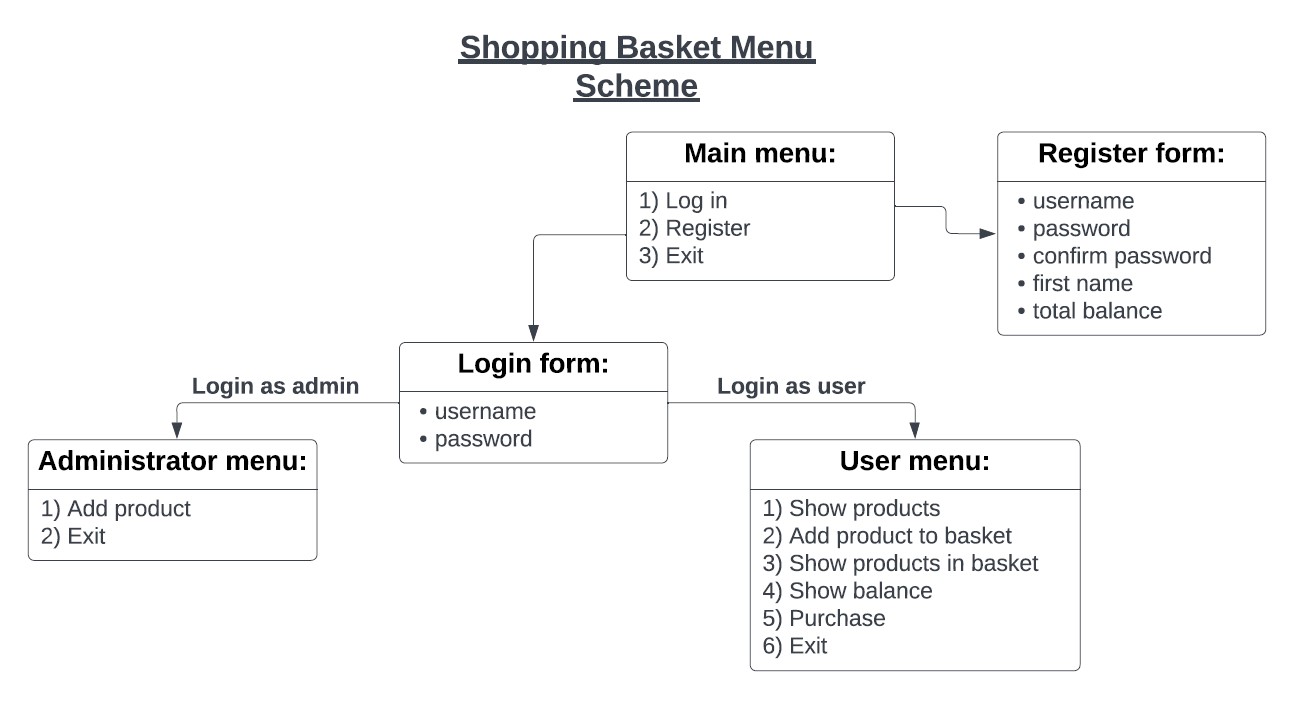 Shopping Basket Menu
Scheme
Main menu:
1) Log in
2) Register
3) Exit
Register form:
• username
• password
• confirm password
• first name
• total balance
Login form:
• username
• password
Login as admin
Login as user
Administrator menu:
1) Add product
2) Exit
User menu:
1) Show products
2) Add product to basket
3) Show products in basket
4) Show balance
5) Purchase
6) Exit